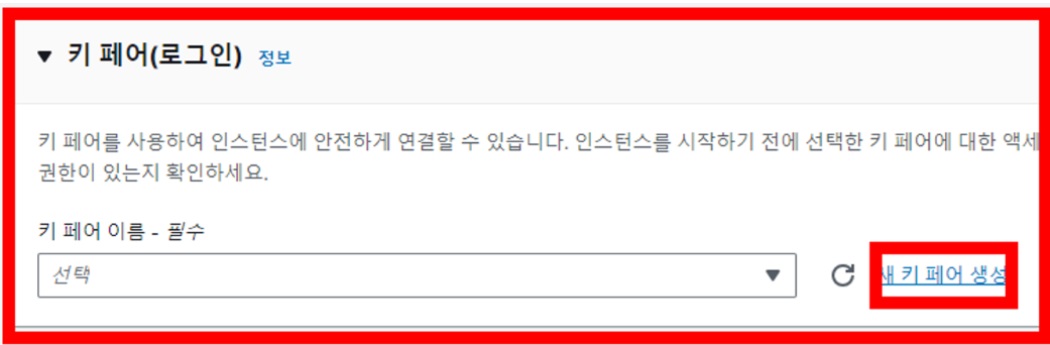 ▼ 키 페어(로그인) 정보
키 페어를 사용하여 인스턴스에 안전하게 연결할 수 있습니다. 인스턴스를 시작하기 전에 선택한 키 페어에 대한 액세
권한이 있는지 확인하세요.
키 페어 이름 - 필수
선택
새 키 페어 생성